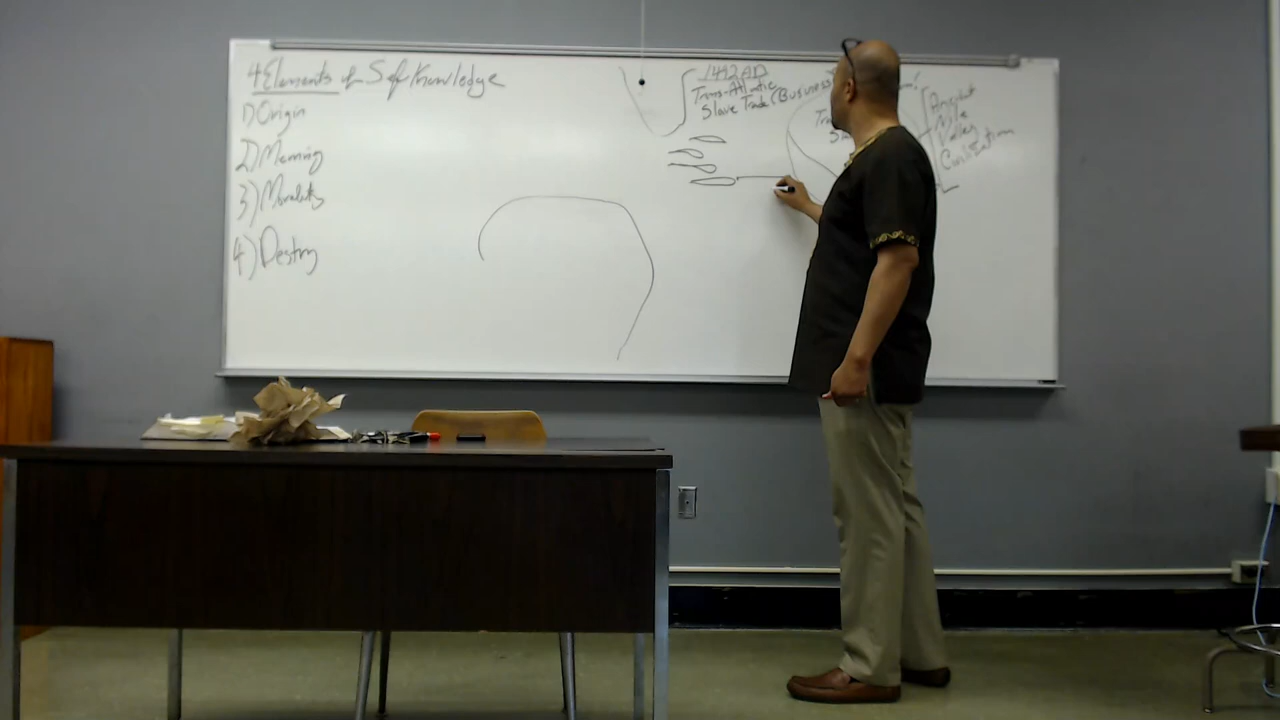 4 Elements of Self Knowledge
1) Origin
2) Meaning
3) Morality
4) Destiny
1492 AD
Trans-Atlantic
Slave Trade (Business
Ancient
Nile
Valley
Civilization